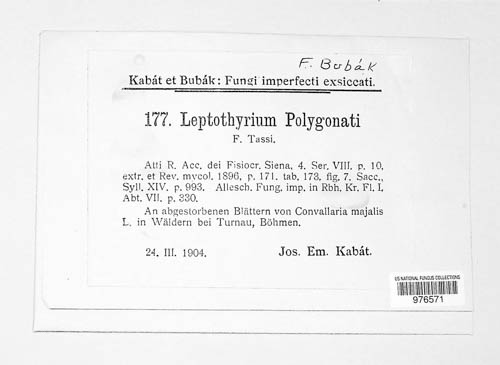 F. Bubák
Kabát et Bubák: Fungi imperfecti exsiccati.
177. Leptothyrium Polygonati
F. Tassi.
Atti R. Acc. dei Fisiocr. Siena, 4. Ser. VIII. p. 10,
extr. et Rev. mycol. 1896, p. 171. tab. 173, fig. 7. Sacc.,
Syll. XIV. p. 993. Allesch. Fung. imp. in Rbh. Kr. Fl. I.
Abt. VII. p. 330.
An abgestorbenen Blättern von Convallaria majalis
L. in Wäldern bei Turnau, Böhmen.
24. III. 1904. Jos. Em. Kabát.
US NATIONAL FUNGUS COLLECTIONS
976571